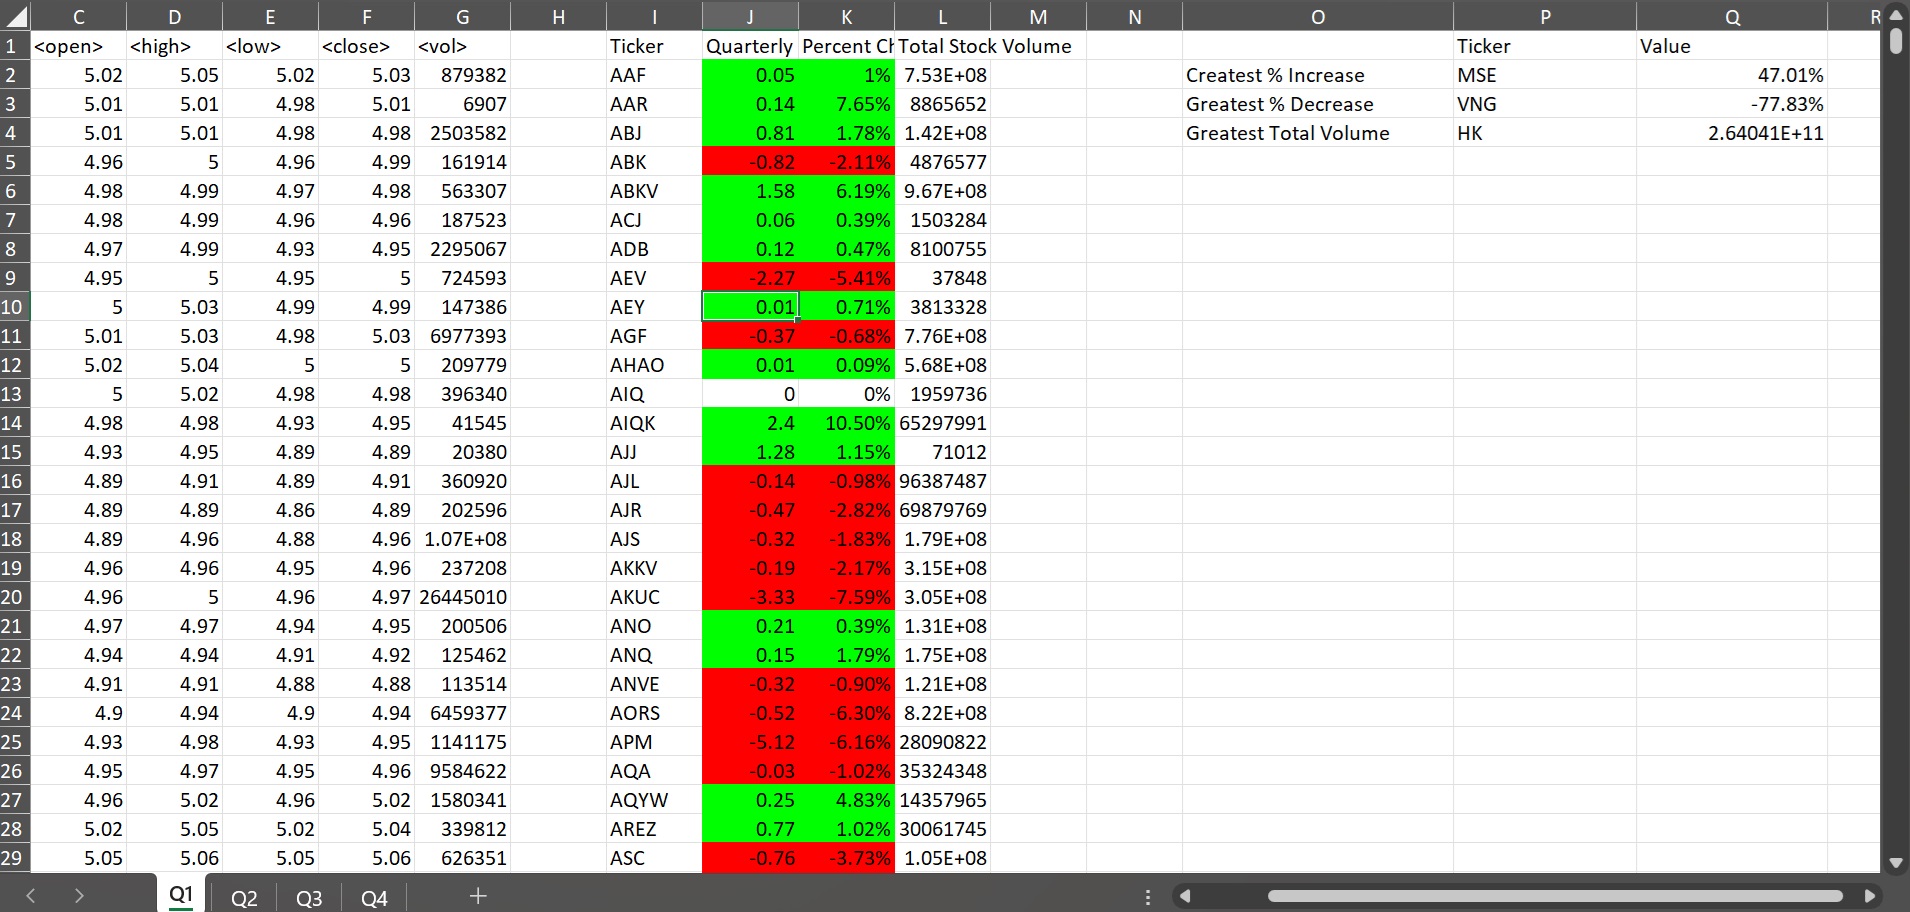 C D E F G H I J K L M N O P Q R
1 <open> <high> <low> <close> <vol> Ticker Quarterly Percent Ch Total Stock Volume Ticker Value
2 5.02 5.05 5.02 5.03 879382 AAF 0.05 1% 7.53E+08 Createst % Increase MSE 47.01%
3 5.01 5.01 4.98 5.01 6907 AAR 0.14 7.65% 8865652 Greatest % Decrease VNG -77.83%
4 5.01 5.01 4.98 4.98 2503582 ABJ 0.81 1.78% 1.42E+08 Greatest Total Volume HK 2.64041E+11
5 4.96 5 4.96 4.99 161914 ABK -0.82 -2.11% 4876577
6 4.98 4.99 4.97 4.98 563307 ABKV 1.58 6.19% 9.67E+08
7 4.98 4.99 4.96 4.96 187523 ACJ 0.06 0.39% 1503284
8 4.97 4.99 4.93 4.95 2295067 ADB 0.12 0.47% 8100755
9 4.95 5 4.95 5 724593 AEV -2.27 -5.41% 37848
10 5 5.03 4.99 4.99 147386 AEY 0.01 0.71% 3813328
11 5.01 5.03 4.98 5.03 6977393 AGF -0.37 -0.68% 7.76E+08
12 5.02 5.04 5 5 209779 AHAO 0.01 0.09% 5.68E+08
13 5 5.02 4.98 4.98 396340 AIQ 0 0% 1959736
14 4.98 4.98 4.93 4.95 41545 AIQK 2.4 10.50% 65297991
15 4.93 4.95 4.89 4.89 20380 AJJ 1.28 1.15% 71012
16 4.89 4.91 4.89 4.91 360920 AJL -0.14 -0.98% 96387487
17 4.89 4.89 4.86 4.89 202596 AJR -0.47 -2.82% 69879769
18 4.89 4.96 4.88 4.96 1.07E+08 AJS -0.32 -1.83% 1.79E+08
19 4.96 4.96 4.95 4.96 237208 AKKV -0.19 -2.17% 3.15E+08
20 4.96 5 4.96 4.97 26445010 AKUC -3.33 -7.59% 3.05E+08
21 4.97 4.97 4.94 4.95 200506 ANO 0.21 0.39% 1.31E+08
22 4.94 4.94 4.91 4.92 125462 ANQ 0.15 1.79% 1.75E+08
23 4.91 4.91 4.88 4.88 113514 ANVE -0.32 -0.90% 1.21E+08
24 4.9 4.94 4.9 4.94 6459377 AORS -0.52 -6.30% 8.22E+08
25 4.93 4.98 4.93 4.95 1141175 APM -5.12 -6.16% 28090822
26 4.95 4.97 4.95 4.96 9584622 AQA -0.03 -1.02% 35324348
27 4.96 5.02 4.96 5.02 1580341 AQYW 0.25 4.83% 14357965
28 5.02 5.05 5.02 5.04 339812 AREZ 0.77 1.02% 30061745
29 5.05 5.06 5.05 5.06 626351 ASC -0.76 -3.73% 1.05E+08
Q1 Q2 Q3 Q4